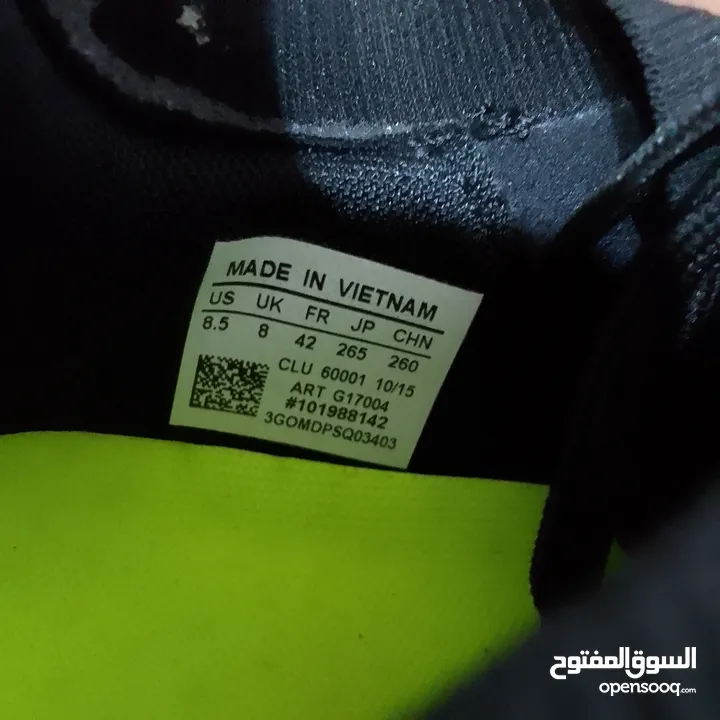 MADE IN VIETNAM
US UK FR JP CHN
8.5 8 42 265 260
CLU 60001 10/15
ART G17004
#101988142
3GOMDPSQ03403
السوق المفتوح
opensooq.com